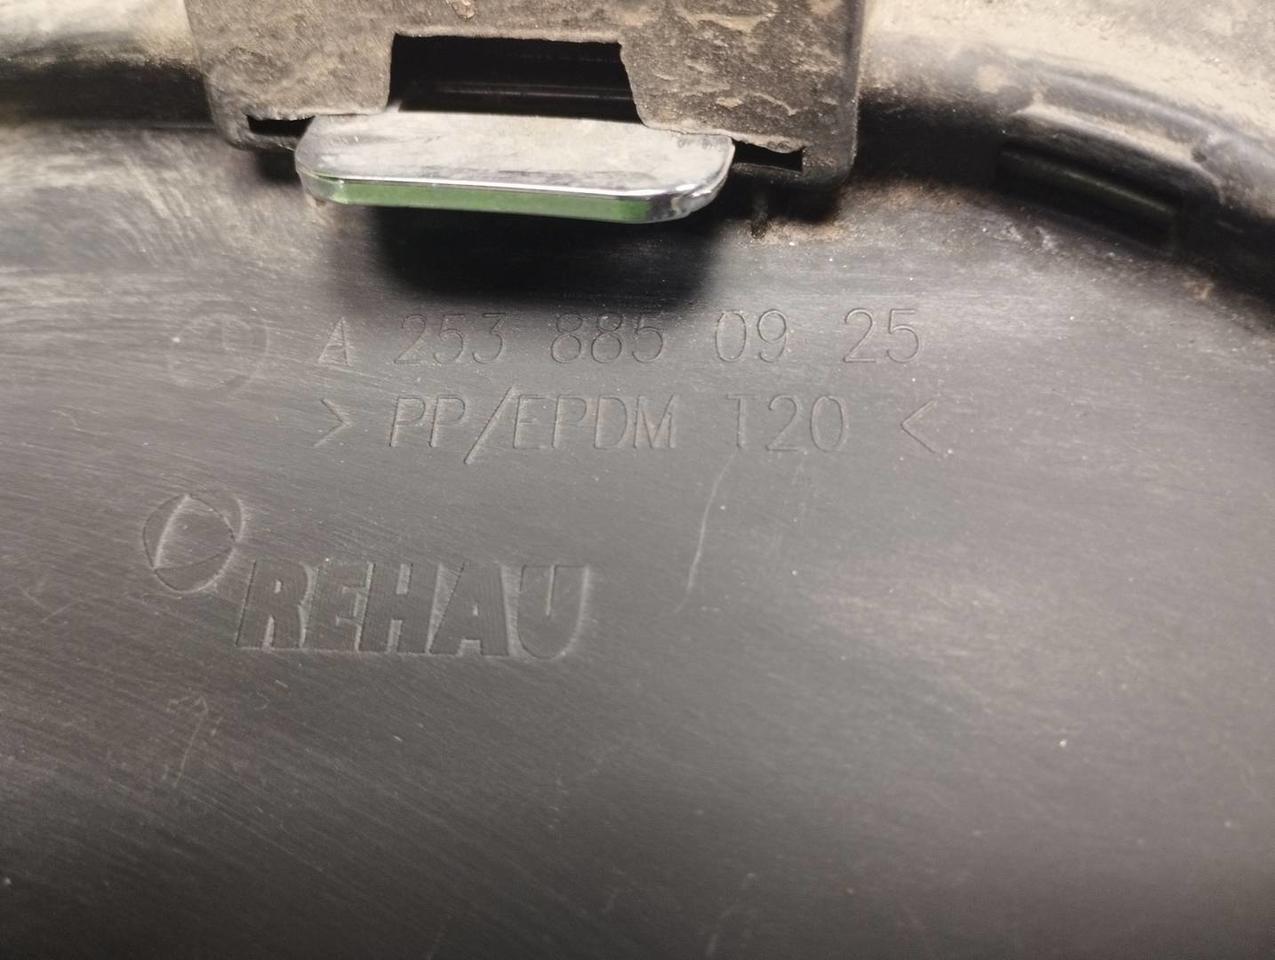 A 253 885 09 25
> PP/EPDM T20 <
REHAU